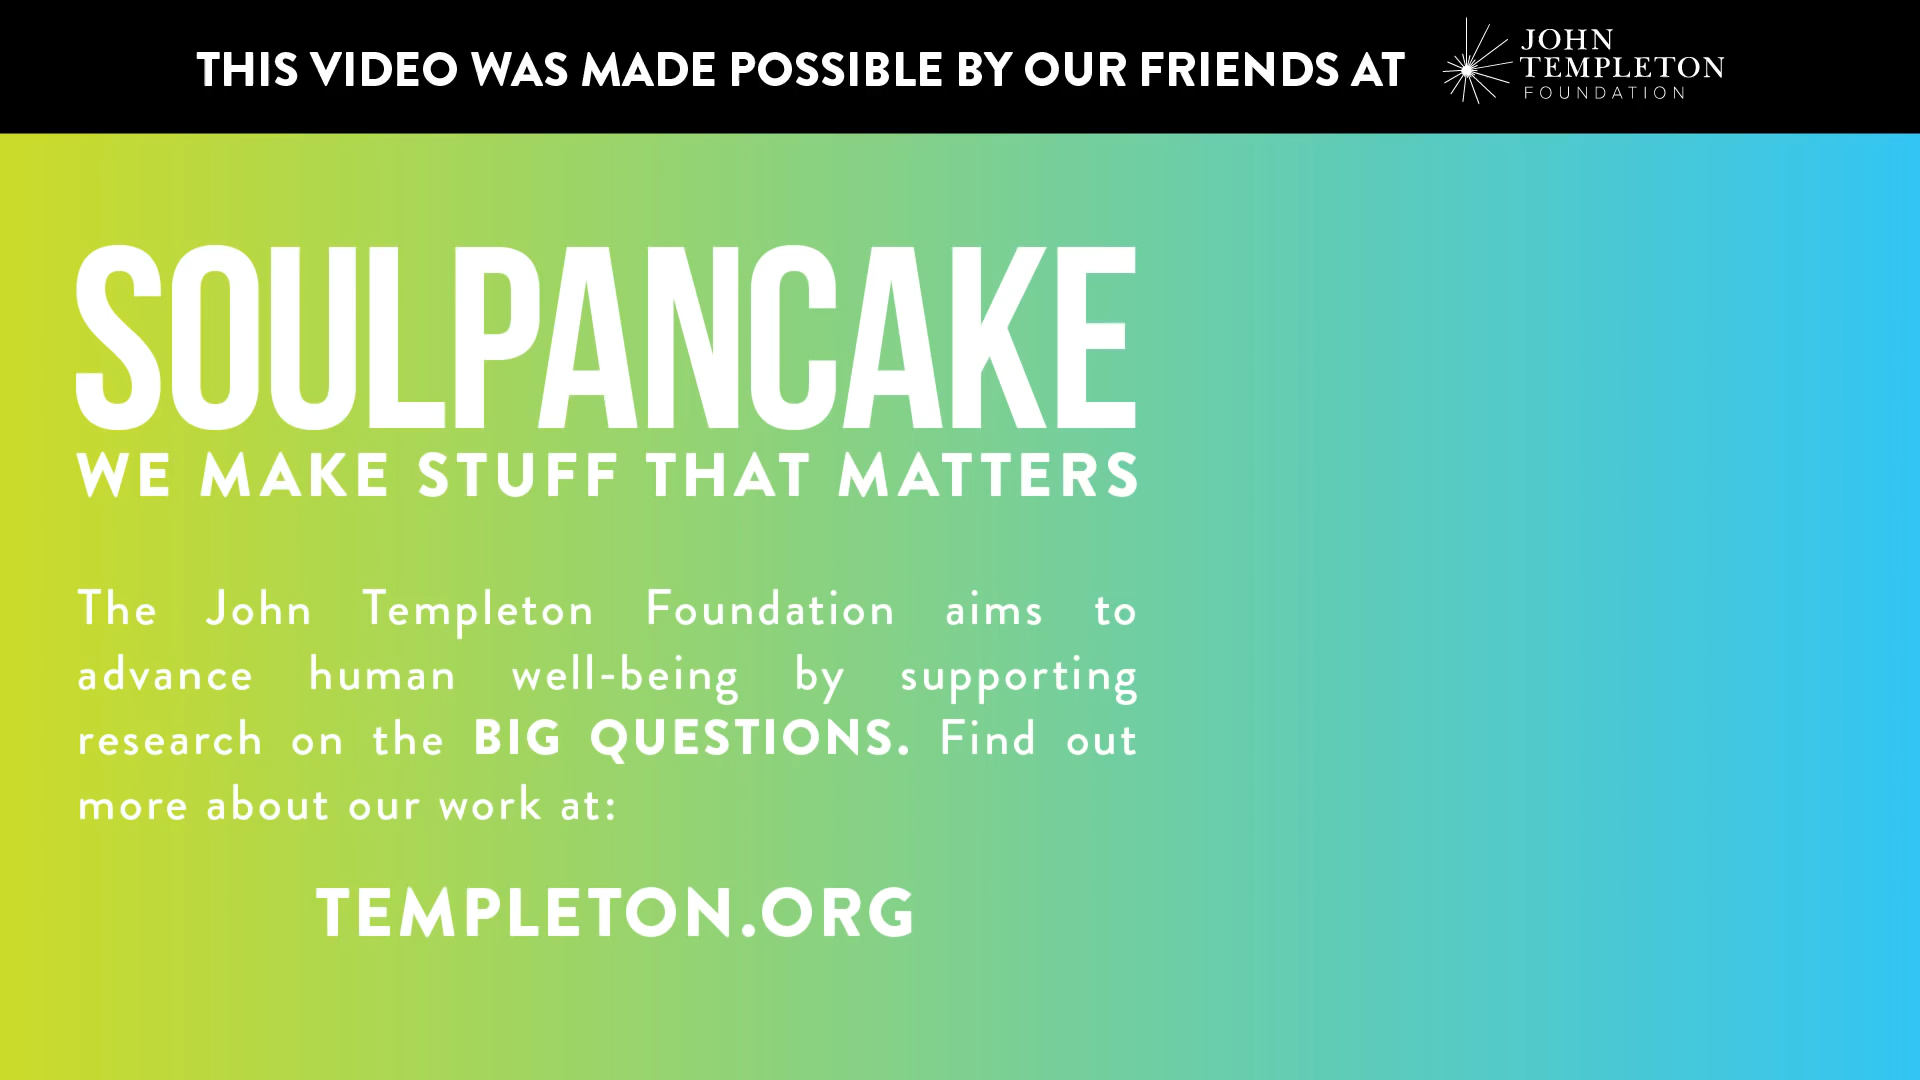 THIS VIDEO WAS MADE POSSIBLE BY OUR FRIENDS AT
JOHN
TEMPLETON
FOUNDATION
SOULPANCAKE
WE MAKE STUFF THAT MATTERS
The John Templeton Foundation aims to
advance human well-being by supporting
research on the BIG QUESTIONS. Find out
more about our work at:
TEMPLETON.ORG